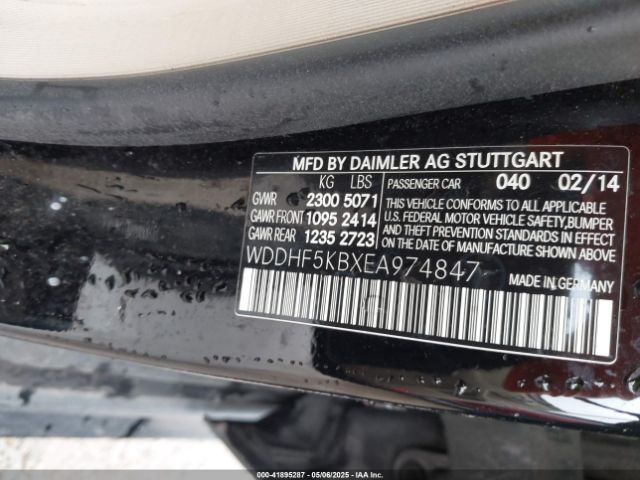 MFD BY DAIMLER AG STUTTGART
KG LBS
GVWR 2300 5071
GAWR FRONT 1095 2414
GAWR REAR 1235 2723
PASSENGER CAR 040 02/14
THIS VEHICLE CONFORMS TO ALL APPLICABLE
U.S. FEDERAL MOTOR VEHICLE SAFETY, BUMPER
AND THEFT PREVENTION STANDARDS IN
EFFECT ON THE DATE OF MANUFACTURE
SHOWN ABOVE
WDDHF5KBXEA974847
MADE IN GERMANY
000-41895287 - 05/06/2025 - IAAI.COM